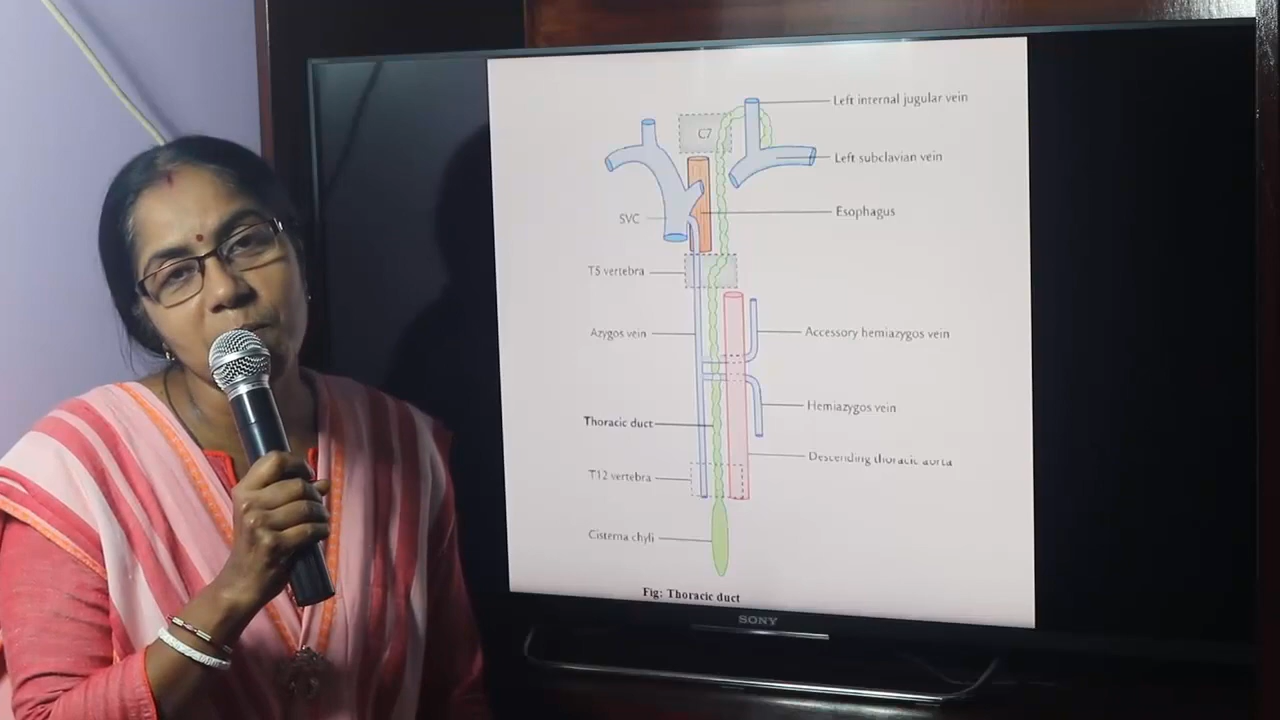 Left internal jugular vein
C7
Left subclavian vein
SVC
Esophagus
T5 vertebra
Azygos vein
Accessory hemiazygos vein
Hemiazygos vein
Thoracic duct
Descending thoracic aorta
T12 vertebra
Cisterna chyli
Fig: Thoracic duct
SONY